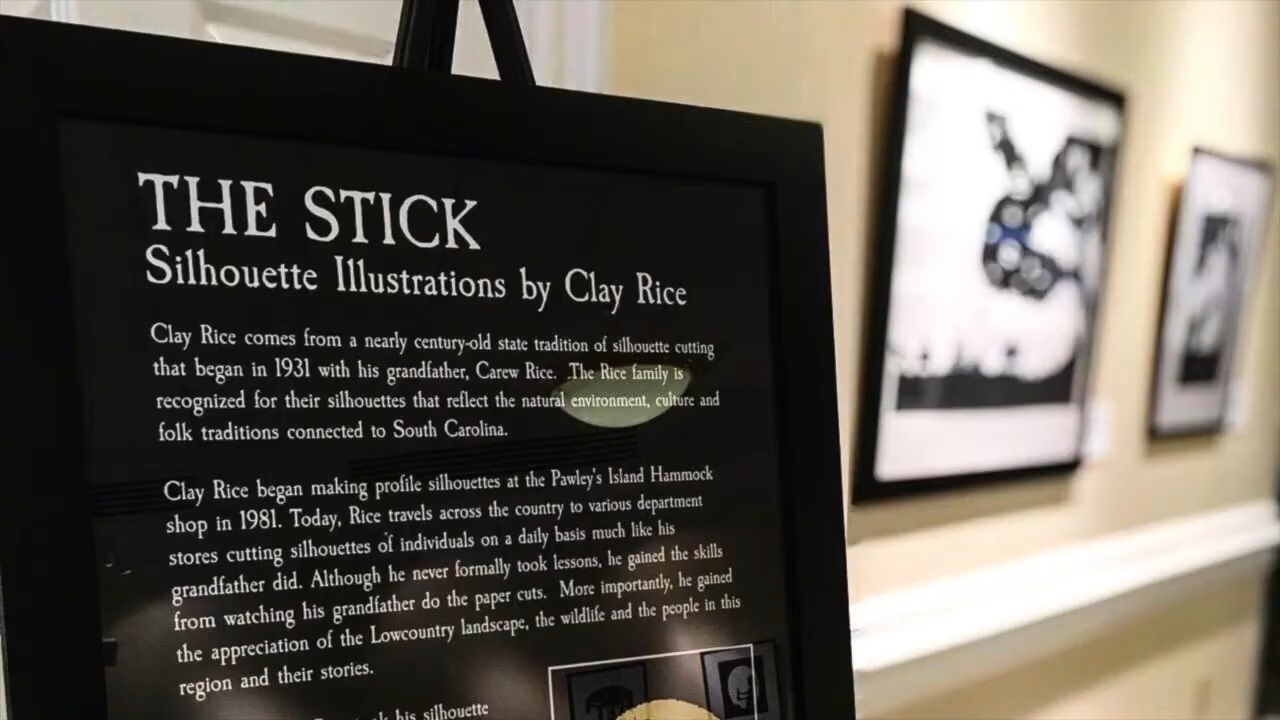 THE STICK
Silhouette Illustrations by Clay Rice
Clay Rice comes from a nearly century-old state tradition of silhouette cutting
that began in 1931 with his grandfather, Carew Rice. The Rice family is
recognized for their silhouettes that reflect the natural environment, culture and
folk traditions connected to South Carolina.
Clay Rice began making profile silhouettes at the Pawley's Island Hammock
shop in 1981. Today, Rice travels across the country to various department
stores cutting silhouettes of individuals on a daily basis much like his
grandfather did. Although he never formally took lessons, he gained the skills
from watching his grandfather do the paper cuts. More importantly, he gained
the appreciation of the Lowcountry landscape, the wildlife and the people in this
region and their stories.
his silhouette